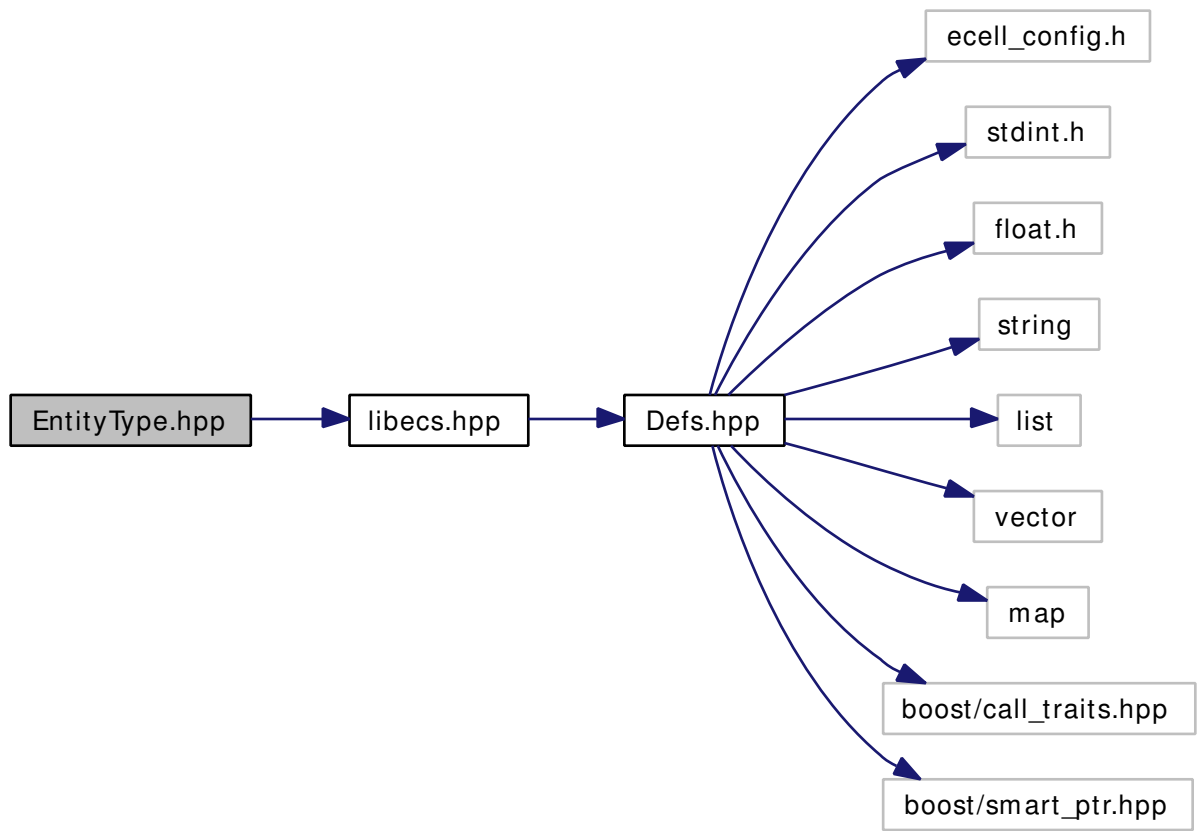 ecell_config.h
stdint.h
float.h
string
EntityType.hpp
libecs.hpp
Defs.hpp
list
vector
map
boost/call_traits.hpp
boost/smart_ptr.hpp